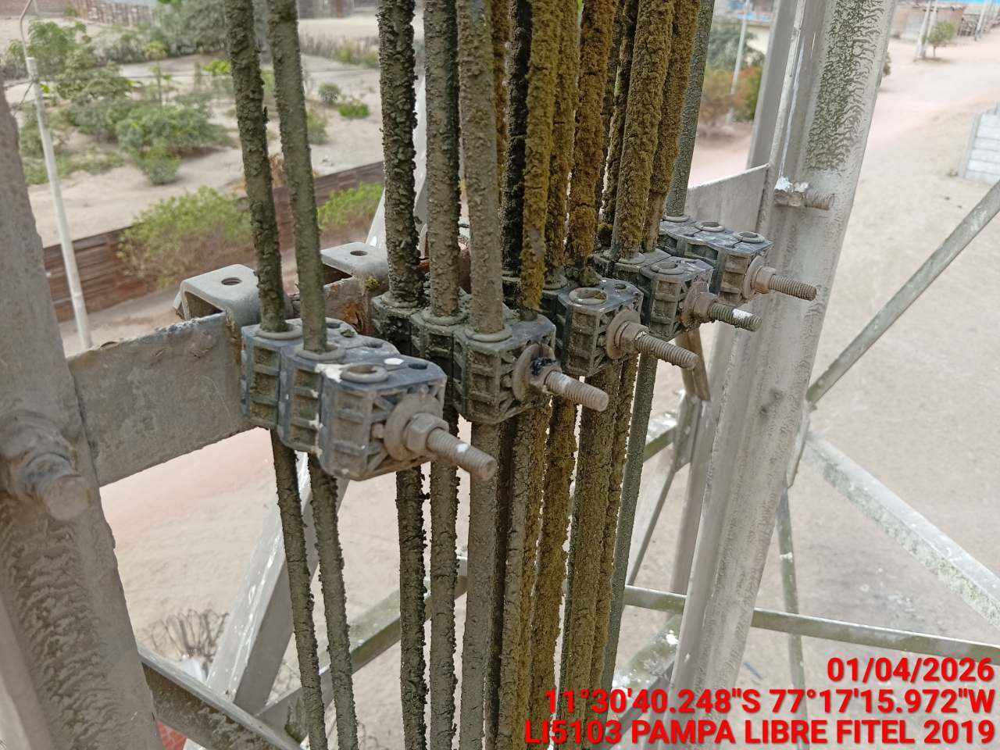 01/04/2026
11°30'40.248"S 77°17'15.972"W
LI5103 PAMPA LIBRE FITEL 2019